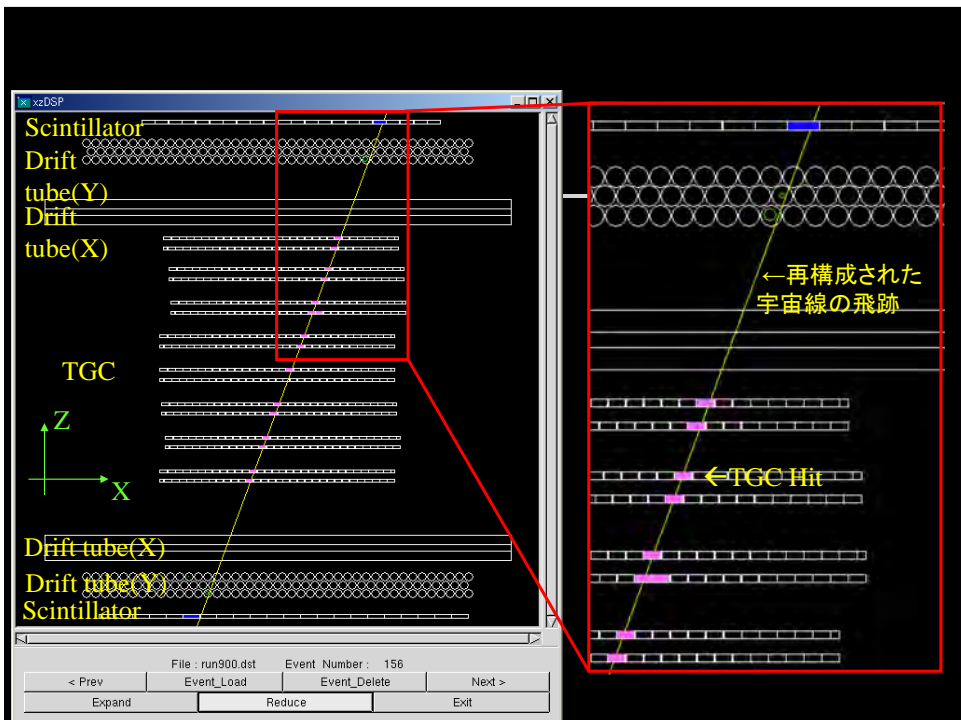 xzDSP
Scintillator
Drift
tube(Y)
Drift
tube(X)
TGC
Z
X
Drift tube(X)
Drift tube(Y)
Scintillator
File : run900.dst Event Number : 156
< Prev Event_Load Event_Delete Next >
Expand Reduce Exit
←再構成された
宇宙線の飛跡
←TGC Hit